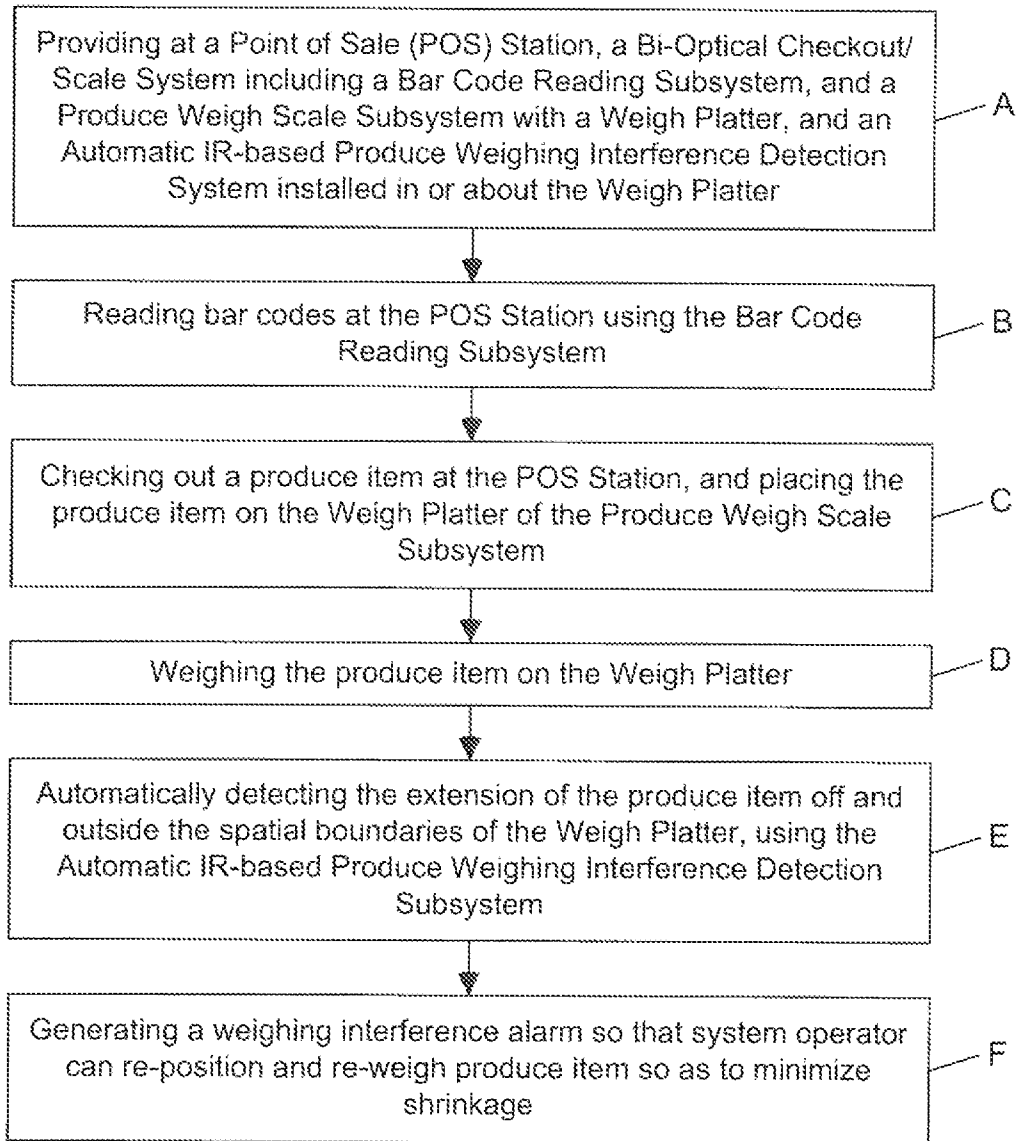 Providing at a Point of Sale (POS) Station, a Bi-Optical Checkout/
Scale System including a Bar Code Reading Subsystem, and a
Produce Weigh Scale Subsystem with a Weigh Platter, and an
Automatic IR-based Produce Weighing Interference Detection
System installed in or about the Weigh Platter
A
Reading bar codes at the POS Station using the Bar Code
Reading Subsystem
B
Checking out a produce item at the POS Station, and placing the
produce item on the Weigh Platter of the Produce Weigh Scale
Subsystem
C
Weighing the produce item on the Weigh Platter
D
Automatically detecting the extension of the produce item off and
outside the spatial boundaries of the Weigh Platter, using the
Automatic IR-based Produce Weighing Interference Detection
Subsystem
E
Generating a weighing interference alarm so that system operator
can re-position and re-weigh produce item so as to minimize
shrinkage
F